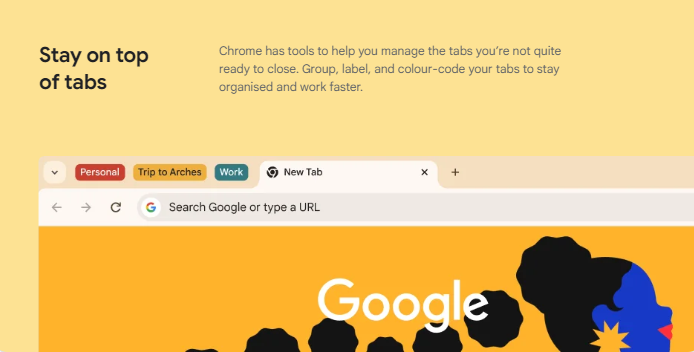 Stay on top
of tabs
Chrome has tools to help you manage the tabs you’re not quite
ready to close. Group, label, and colour-code your tabs to stay
organised and work faster.
Personal Trip to Arches Work New Tab
Search Google or type a URL
Google